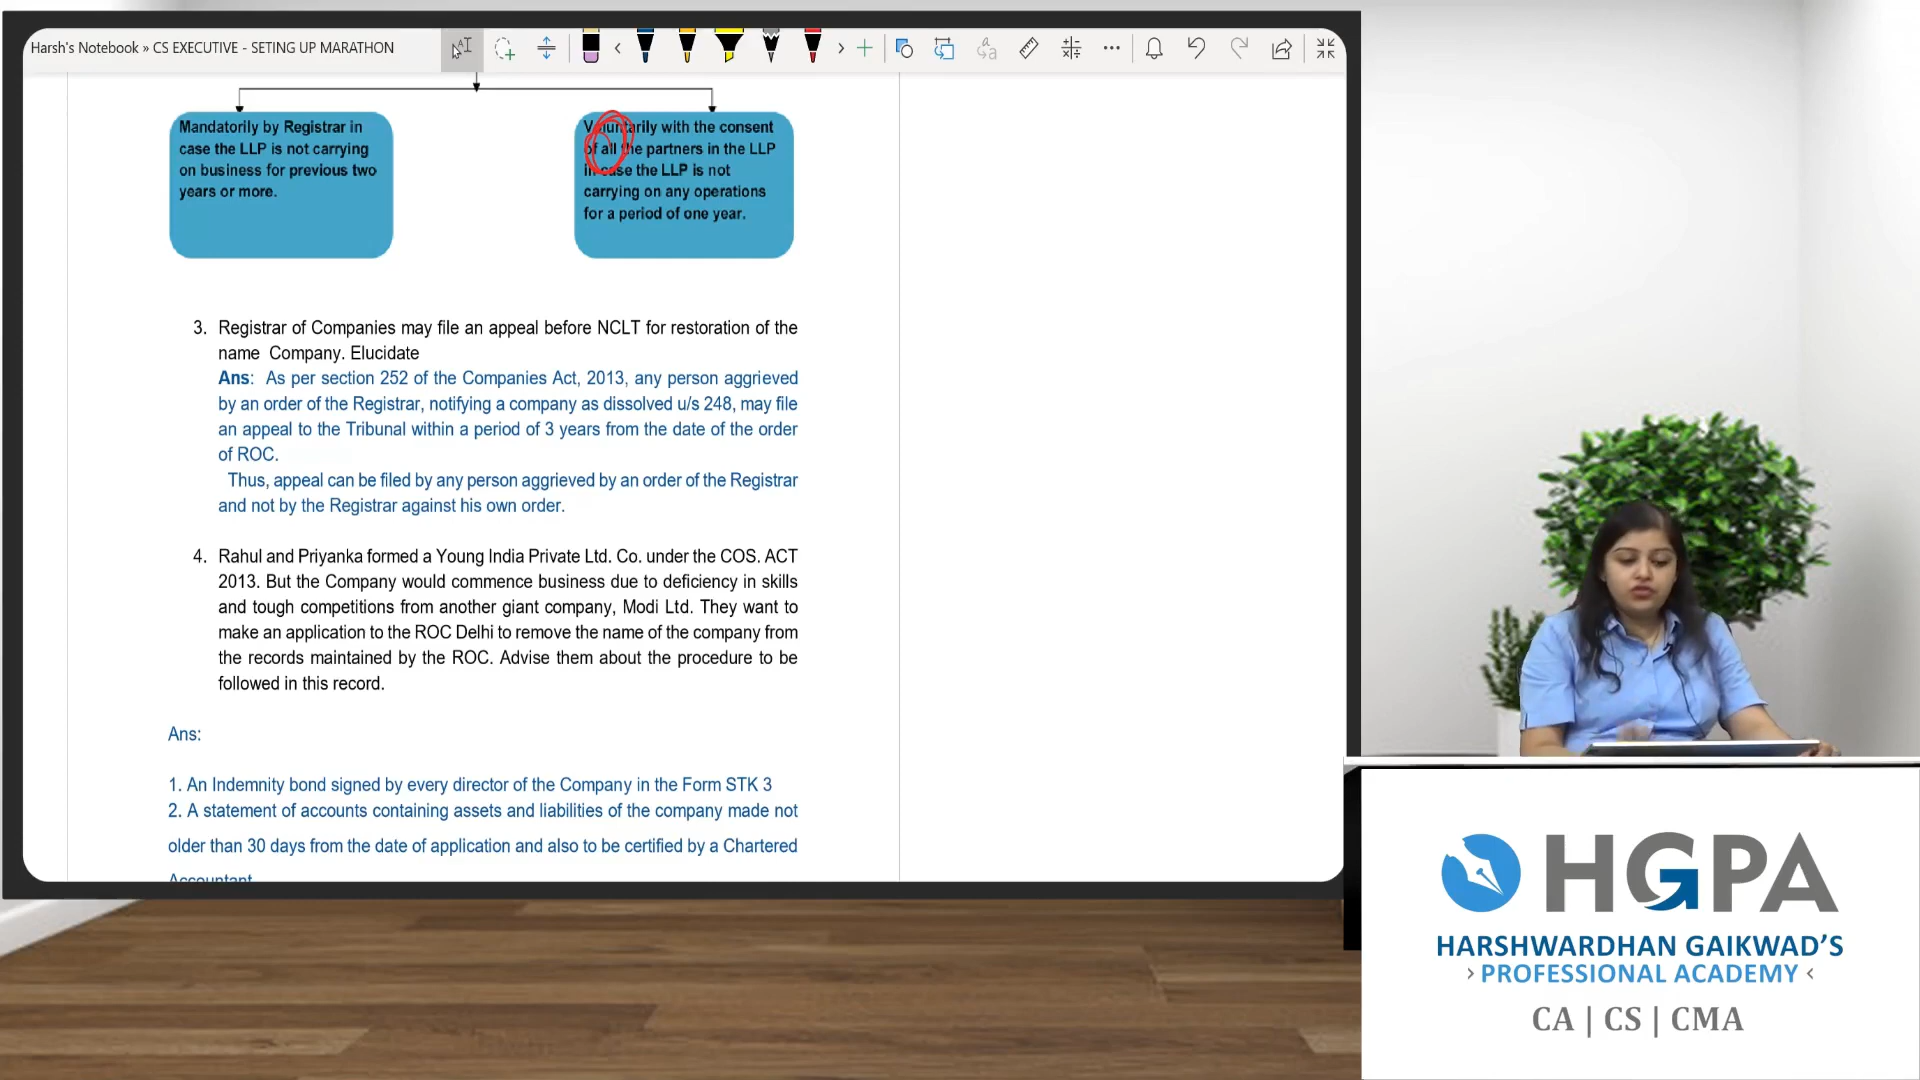 Harsh's Notebook » CS EXECUTIVE - SETING UP MARATHON
Mandatorily by Registrar in
case the LLP is not carrying
on business for previous two
years or more.
Voluntarily with the consent
of all the partners in the LLP
in case the LLP is not
carrying on any operations
for a period of one year.
3. Registrar of Companies may file an appeal before NCLT for restoration of the
name Company. Elucidate
Ans: As per section 252 of the Companies Act, 2013, any person aggrieved
by an order of the Registrar, notifying a company as dissolved u/s 248, may file
an appeal to the Tribunal within a period of 3 years from the date of the order
of ROC.
Thus, appeal can be filed by any person aggrieved by an order of the Registrar
and not by the Registrar against his own order.
4. Rahul and Priyanka formed a Young India Private Ltd. Co. under the COS. ACT
2013. But the Company would commence business due to deficiency in skills
and tough competitions from another giant company, Modi Ltd. They want to
make an application to the ROC Delhi to remove the name of the company from
the records maintained by the ROC. Advise them about the procedure to be
followed in this record.
Ans:
1. An Indemnity bond signed by every director of the Company in the Form STK 3
2. A statement of accounts containing assets and liabilities of the company made not
older than 30 days from the date of application and also to be certified by a Chartered
Accountant
HGPA
HARSHWARDHAN GAIKWAD'S
› PROFESSIONAL ACADEMY ‹
CA | CS | CMA